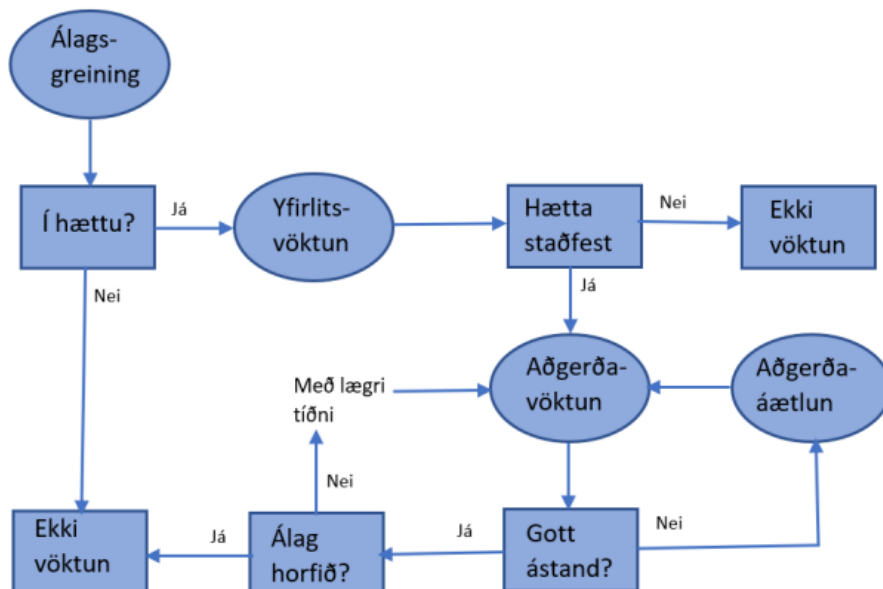 Álags-
greining
Í hættu?
Já
Yfirlits-
vöktun
Hætta
staðfest
Nei
Ekki
vöktun
Nei
Já
Með lægri
tíðni
Aðgerða-
vöktun
Aðgerða-
áætlun
Nei
Ekki
vöktun
Já
Álag
horfið?
Já
Gott
ástand?
Nei